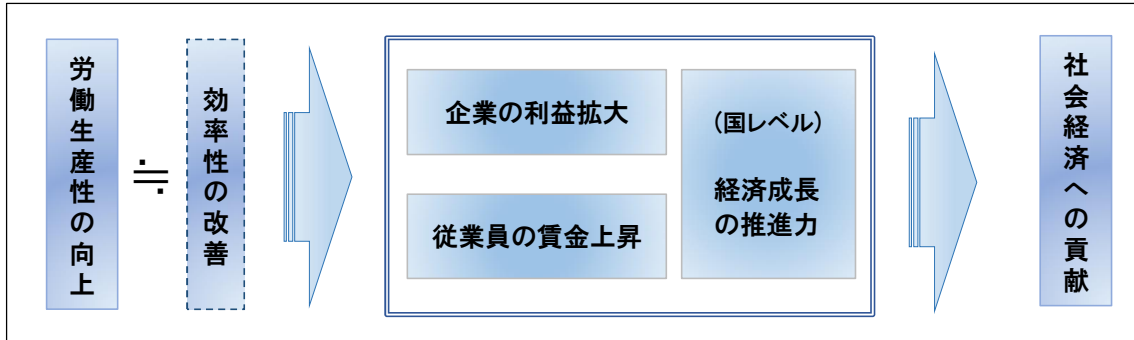 労働生産性の向上
≒
効率性の改善
企業の利益拡大
従業員の賃金上昇
(国レベル)
経済成長
の推進力
社会経済への貢献